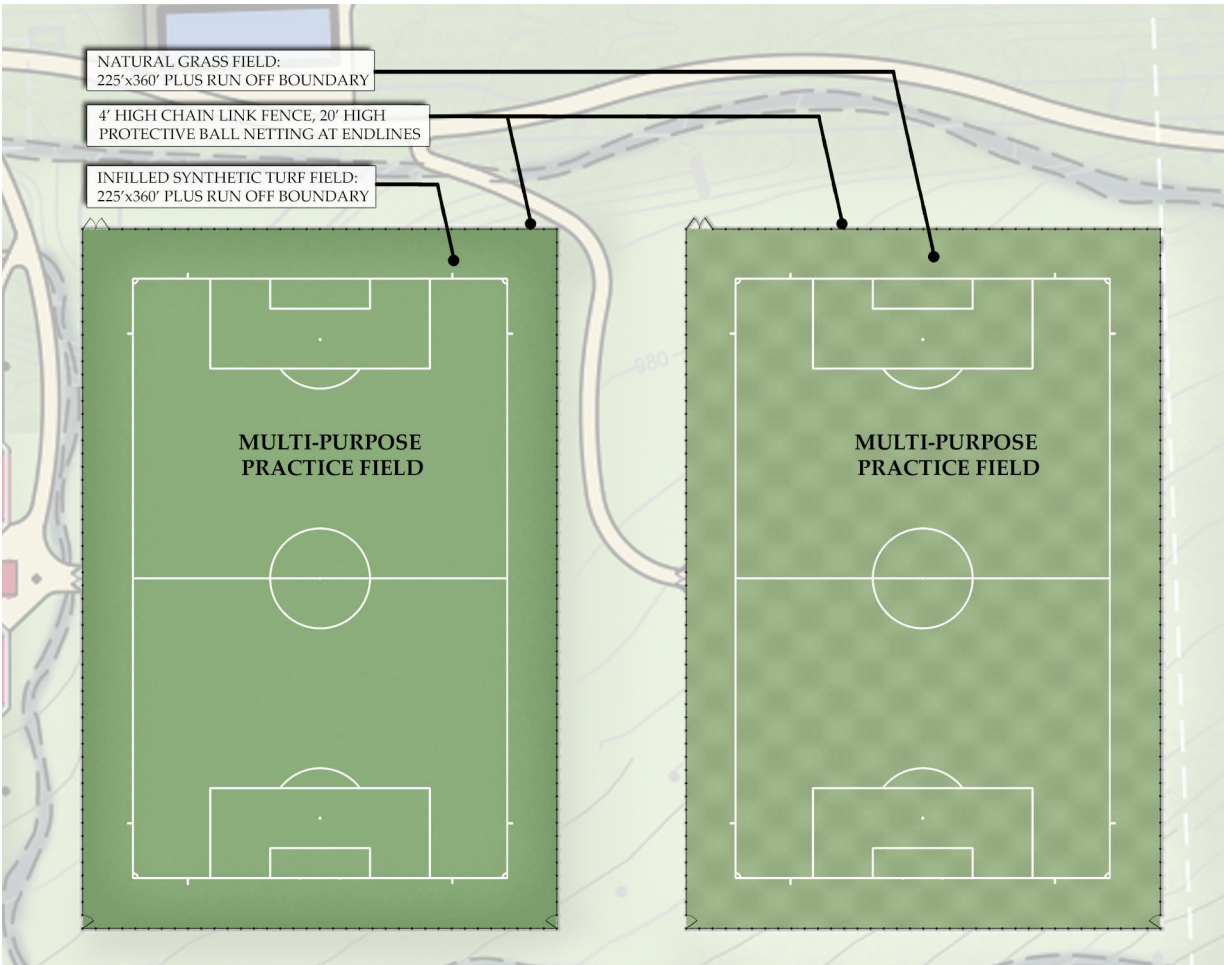 NATURAL GRASS FIELD:
225'x360' PLUS RUN OFF BOUNDARY
4' HIGH CHAIN LINK FENCE, 20' HIGH
PROTECTIVE BALL NETTING AT ENDLINES
INFILLED SYNTHETIC TURF FIELD:
225'x360' PLUS RUN OFF BOUNDARY
980
MULTI-PURPOSE
PRACTICE FIELD
MULTI-PURPOSE
PRACTICE FIELD